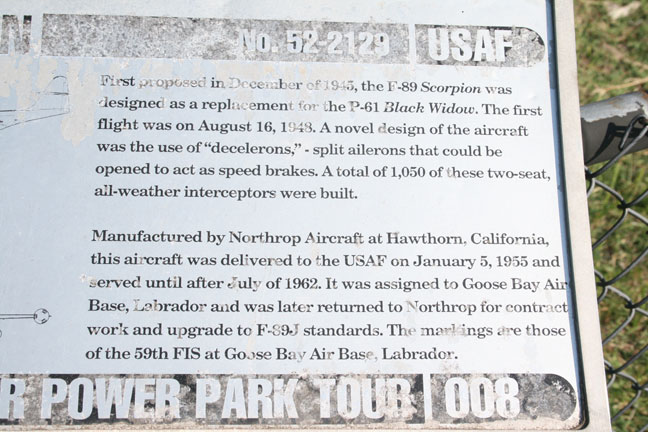 No. 52-2129 | USAF
First proposed in December of 1945, the F-89 Scorpion was
designed as a replacement for the P-61 Black Widow. The first
flight was on August 16, 1948. A novel design of the aircraft
was the use of “decelerons,” - split ailerons that could be
opened to act as speed brakes. A total of 1,050 of these two-seat,
all-weather interceptors were built.
Manufactured by Northrop Aircraft at Hawthorn, California,
this aircraft was delivered to the USAF on January 5, 1955 and
served until after July of 1962. It was assigned to Goose Bay Air
Base, Labrador and was later returned to Northrop for contract
work and upgrade to F-89J standards. The markings are those
of the 59th FIS at Goose Bay Air Base, Labrador.
R POWER PARK TOUR | 008